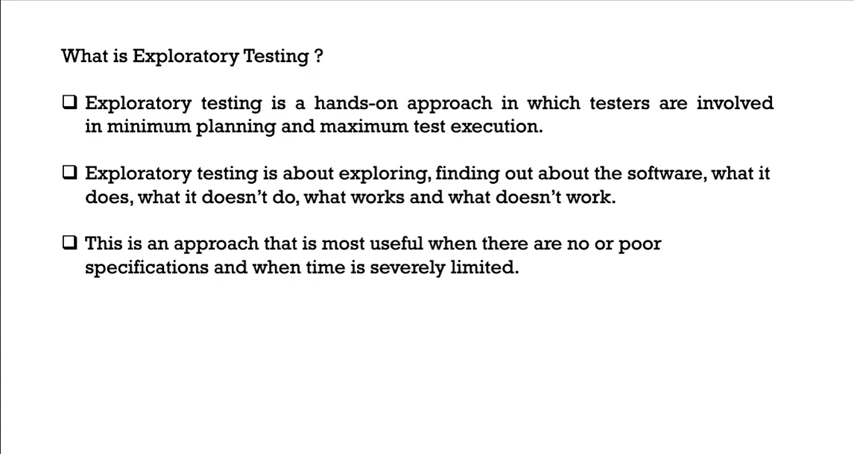 What is Exploratory Testing ?
❑ Exploratory testing is a hands-on approach in which testers are involved
in minimum planning and maximum test execution.
❑ Exploratory testing is about exploring, finding out about the software, what it
does, what it doesn’t do, what works and what doesn’t work.
❑ This is an approach that is most useful when there are no or poor
specifications and when time is severely limited.